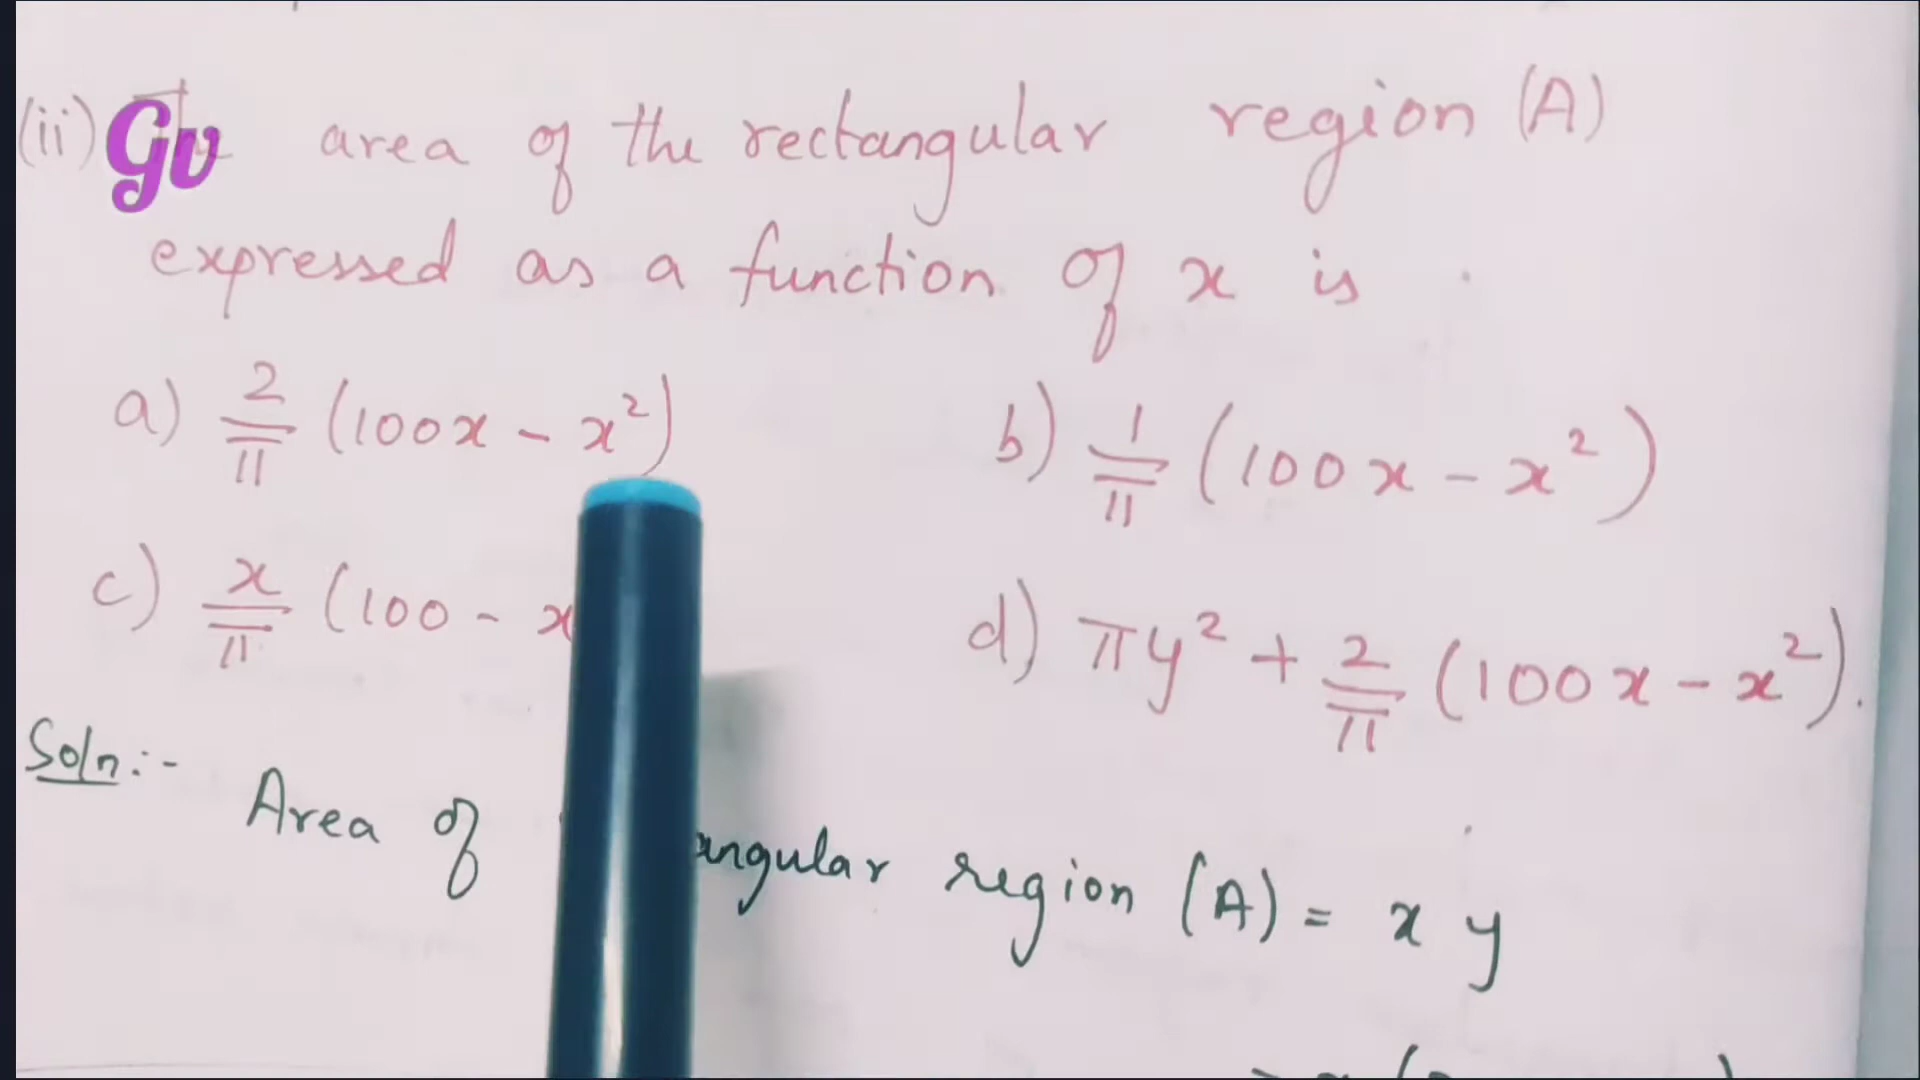 (ii) Gv area of the rectangular region (A)
expressed as a function of x is
a) 2/π (100x - x²) b) 1/π (100x - x²)
c) x/π (100 - x d) πy² + 2/π (100x - x²).
Soln:- Area of angular region (A) = x y